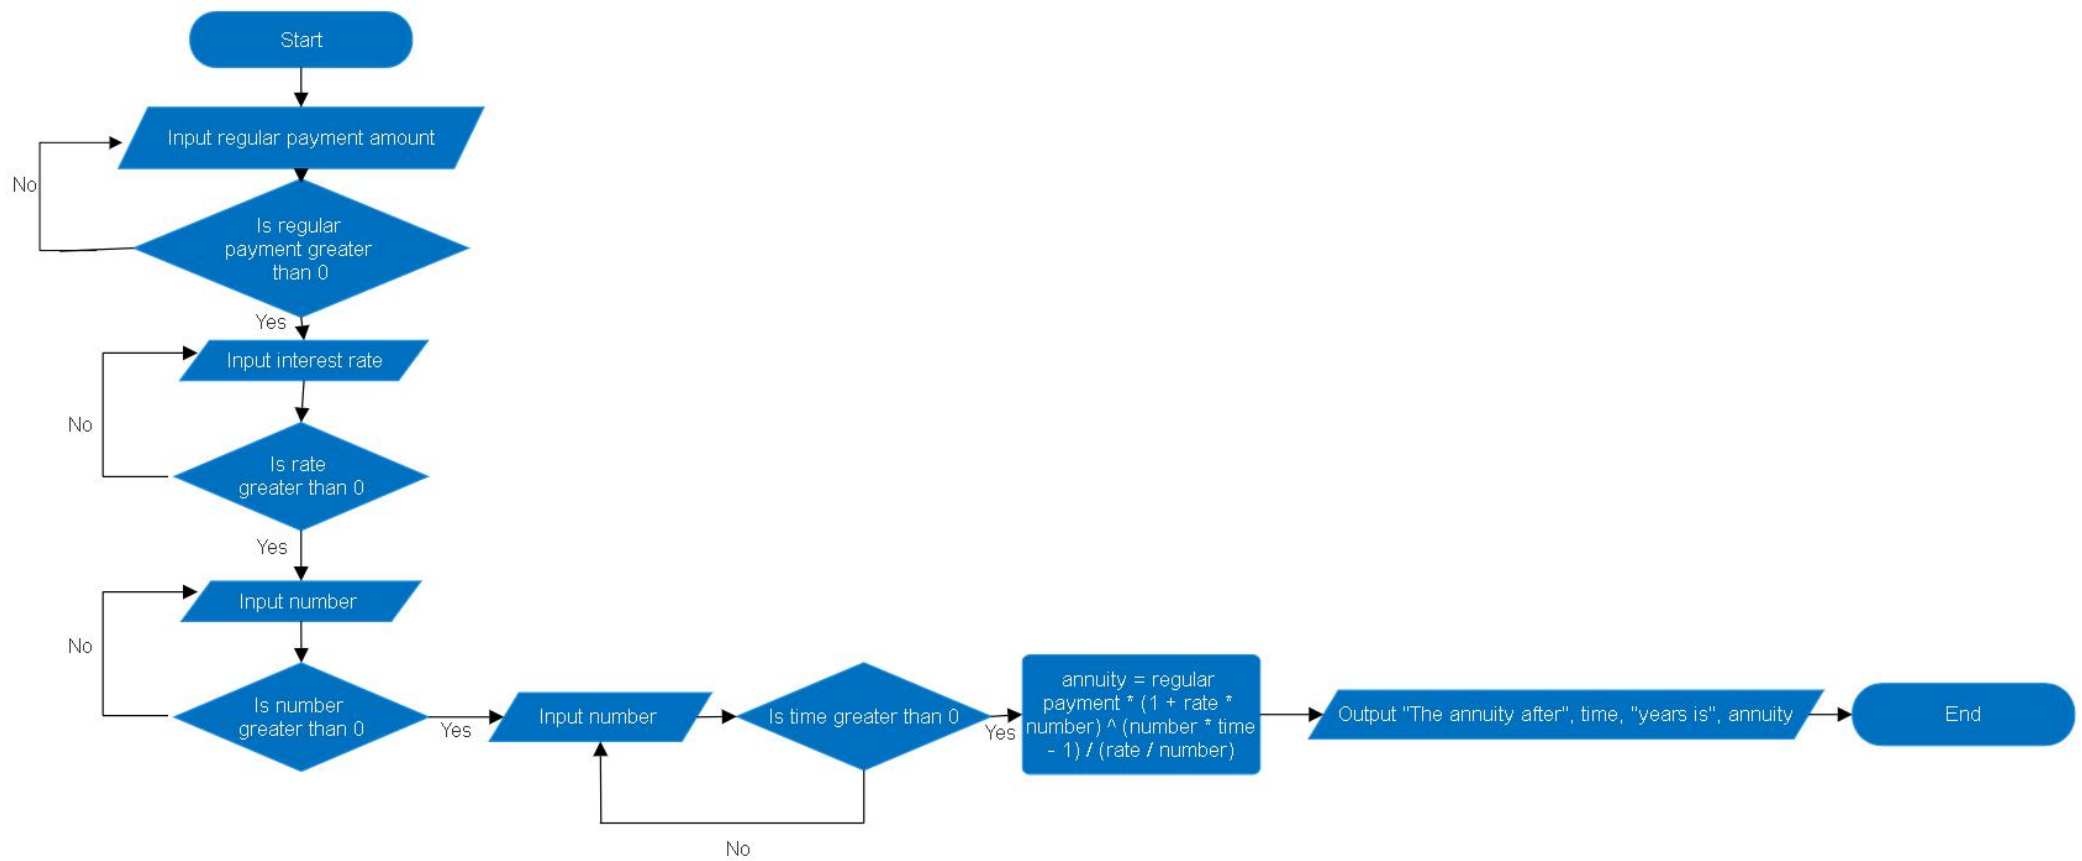 Start
Input regular payment amount
No
Is regular
payment greater
than 0
Yes
Input interest rate
No
Is rate
greater than 0
Yes
Input number
No
Is number
greater than 0
Yes
Input number
Is time greater than 0
No
Yes
annuity = regular
payment * (1 + rate *
number) ^ (number * time
- 1) / (rate / number)
Output "The annuity after", time, "years is", annuity
End